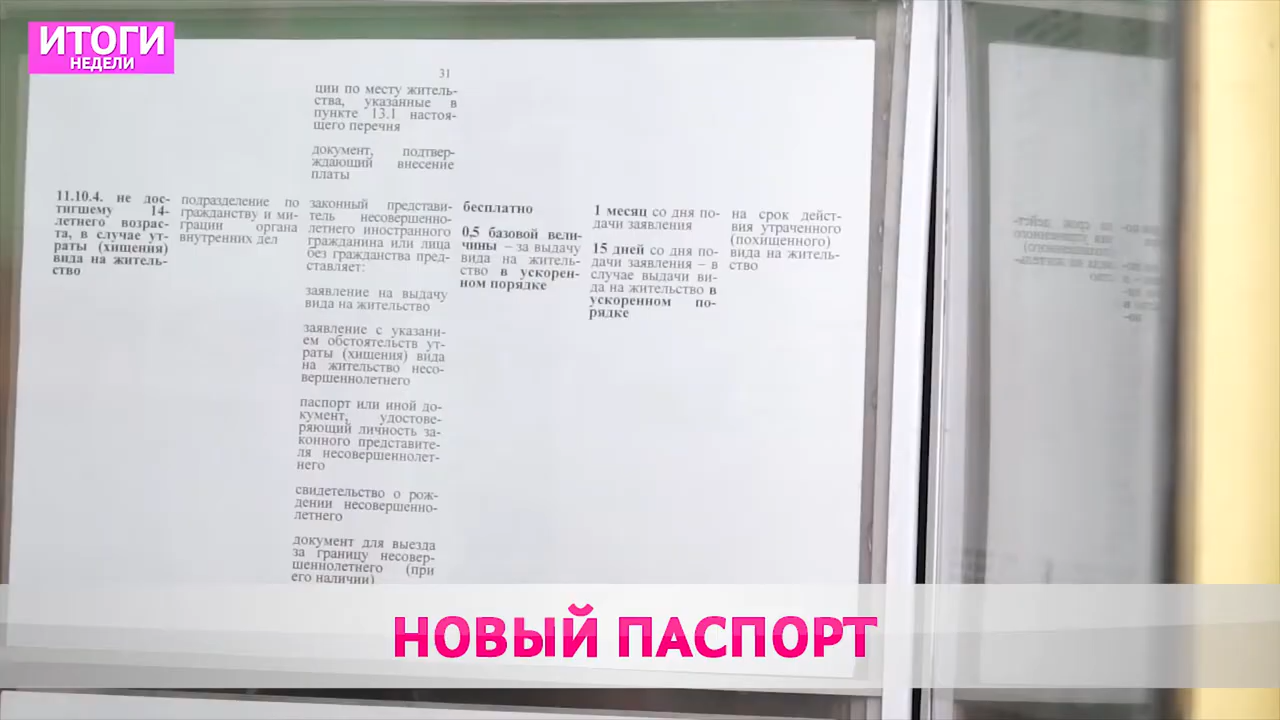 ИТОГИ
НЕДЕЛИ
31
ции по месту житель-
ства, указанные в
пункте 13.1 настоя-
щего перечня
документ, подтвер-
ждающий внесение
платы
11.10.4. не дос-
тигшему 14-
летнего возрас-
та, в случае ут-
раты (хищения)
вида на житель-
ство
подразделение по
гражданству и ми-
грации органа
внутренних дел
законный представи-
тель несовершенно-
летнего иностранного
гражданина или лица
без гражданства пред-
ставляет:
заявление на выдачу
вида на жительство
заявление с указани-
ем обстоятельств ут-
раты (хищения) вида
на жительство несо-
вершеннолетнего
паспорт или иной до-
кумент, удостове-
ряющий личность за-
конного представите-
ля несовершеннолет-
него
свидетельство о рож-
дении несовершенно-
летнего
документ для выезда
за границу несовер-
шеннолетнего (при
его наличии)
бесплатно
0,5 базовой вели-
чины – за выдачу
вида на житель-
ство в ускорен-
ном порядке
1 месяц со дня по-
дачи заявления
15 дней со дня по-
дачи заявления – в
случае выдачи ви-
да на жительство в
ускоренном по-
рядке
на срок дейст-
вия утраченного
(похищенного)
вида на житель-
ство
НОВЫЙ ПАСПОРТ